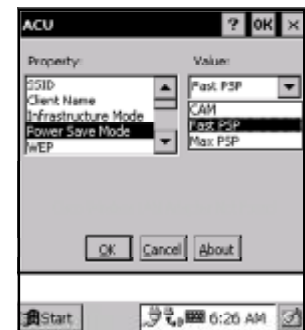 ACU ? OK ×
Property: Value:
SSID
Client Name
Infrastructure Mode
Power Save Mode
WEP
Fast PSP
CAM
Fast PSP
Max PSP
OK Cancel About
Start 6:26 AM